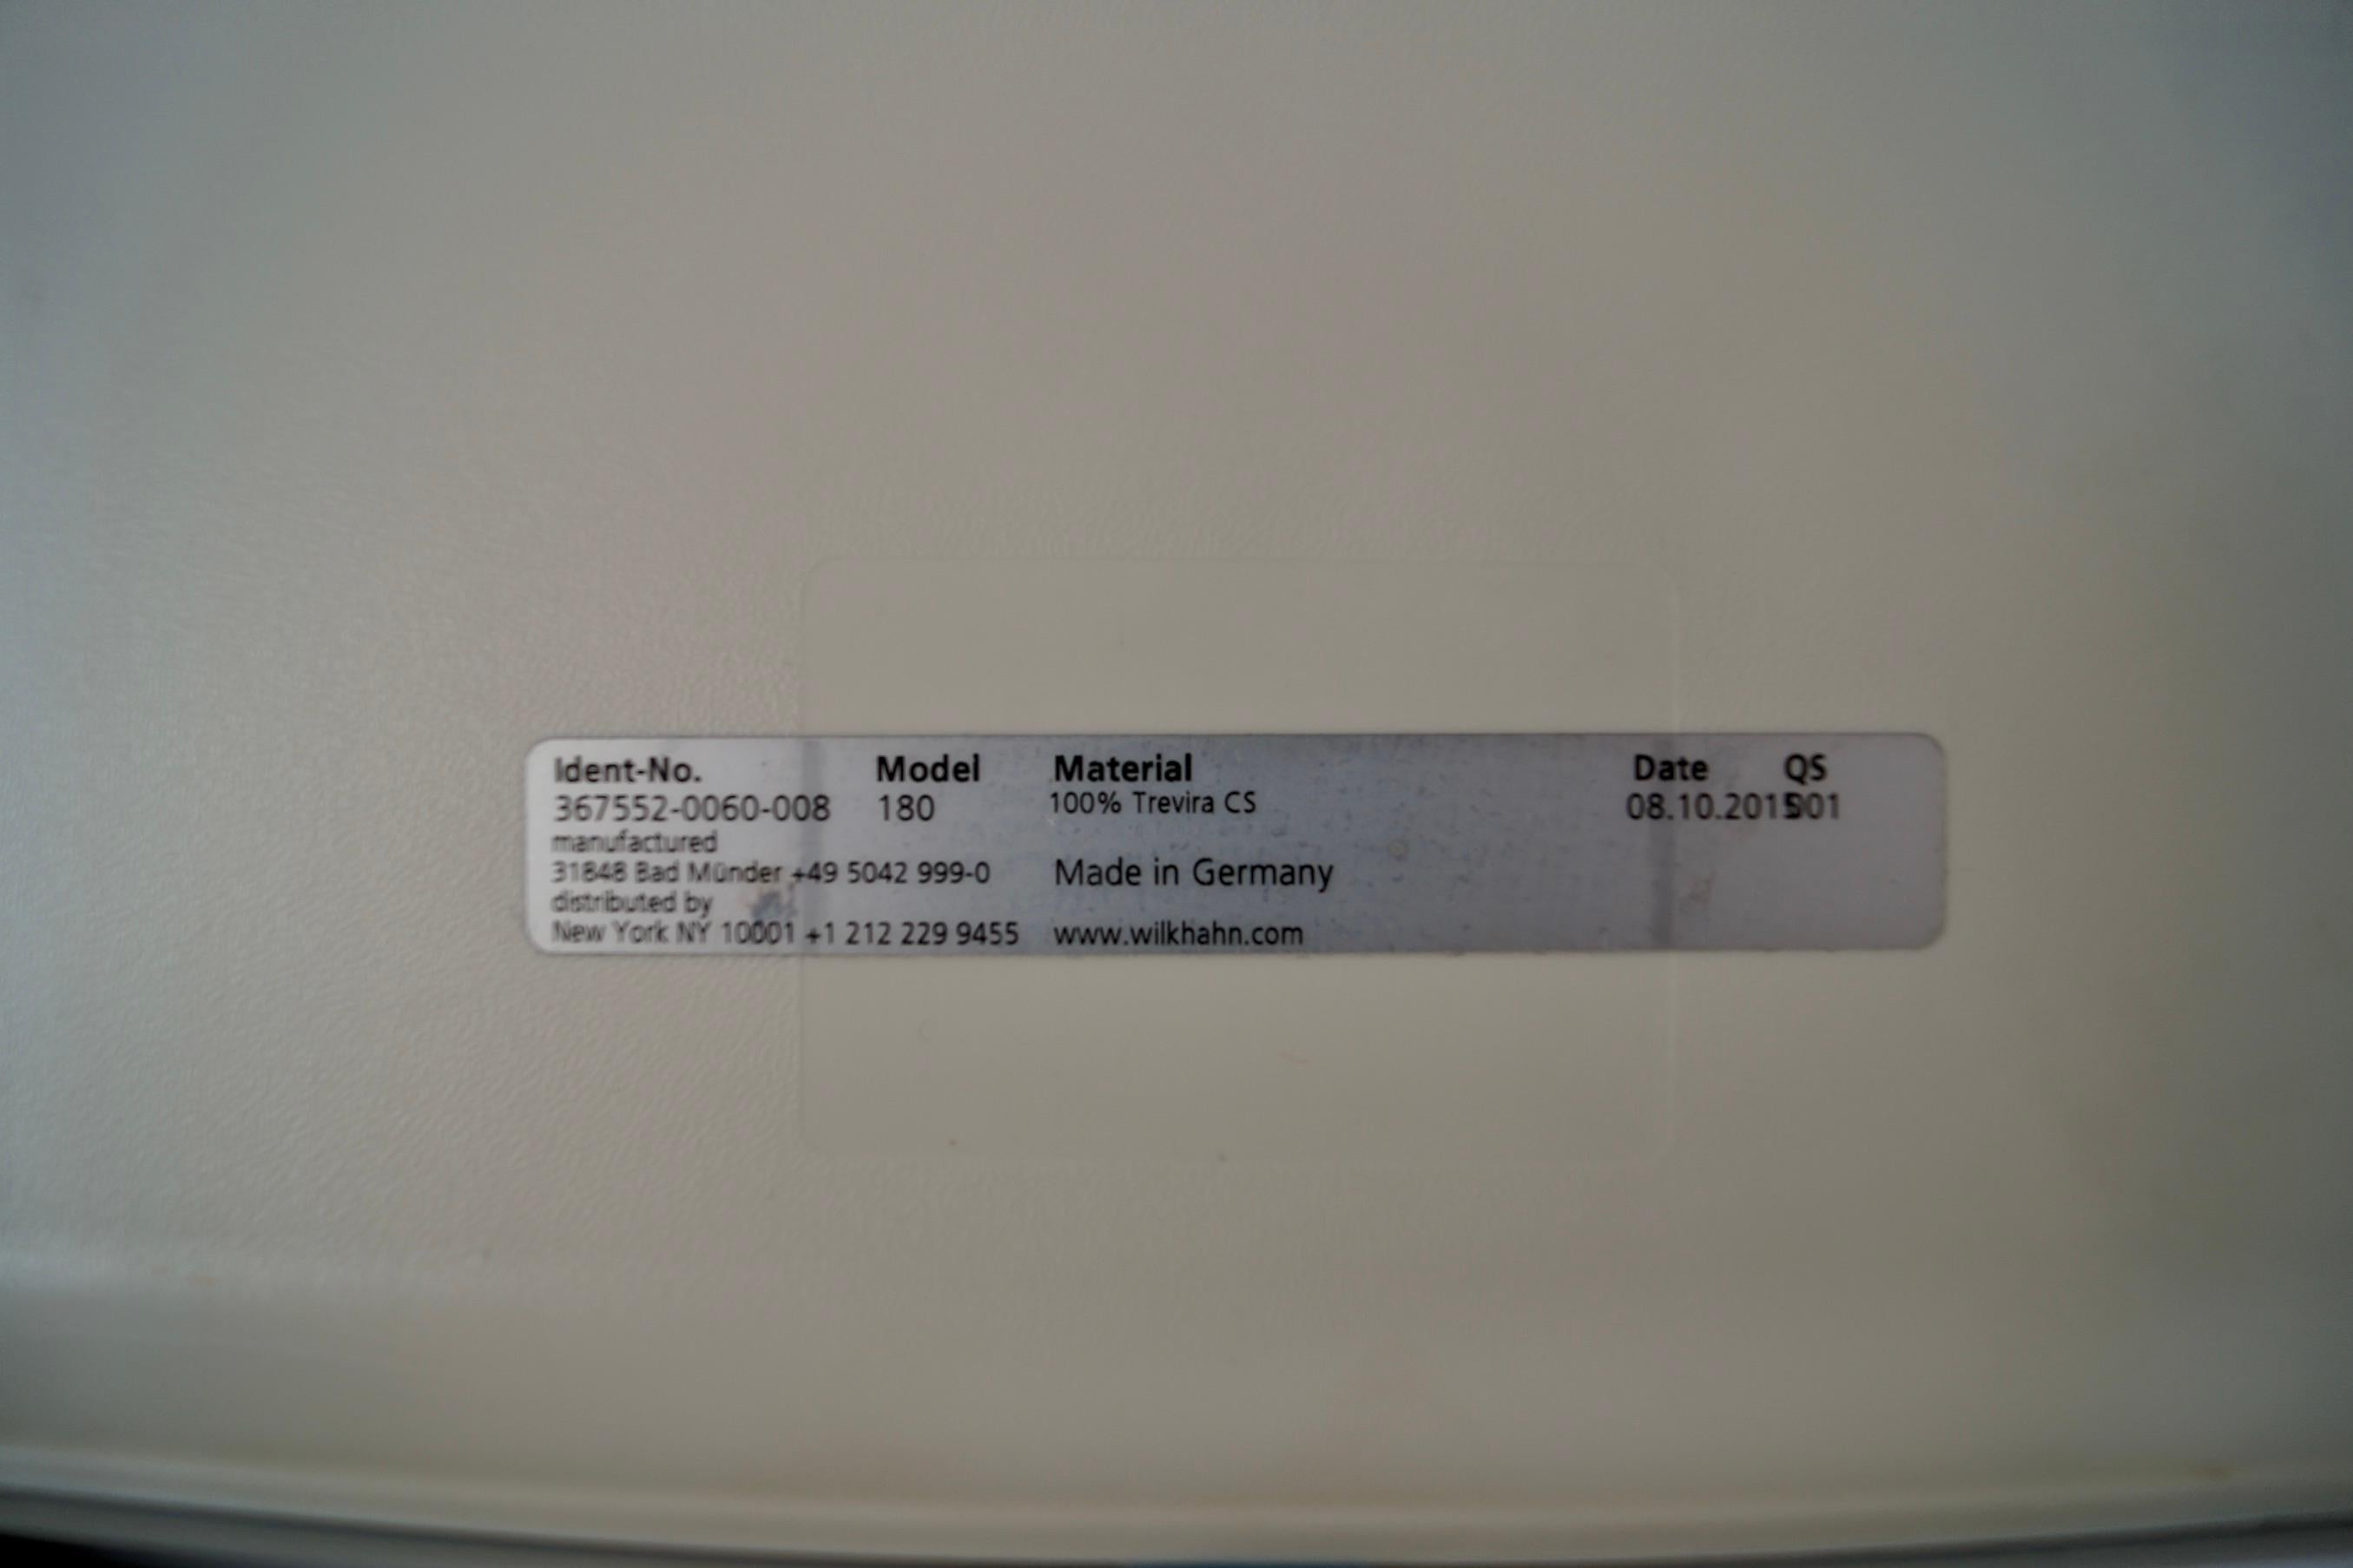 Ident-No. Model Material Date QS
367552-0060-008 180 100% Trevira CS 08.10.2015 901
manufactured
31848 Bad Münder +49 5042 999-0 Made in Germany
distributed by
New York NY 10001 +1 212 229 9455 www.wilkhahn.com